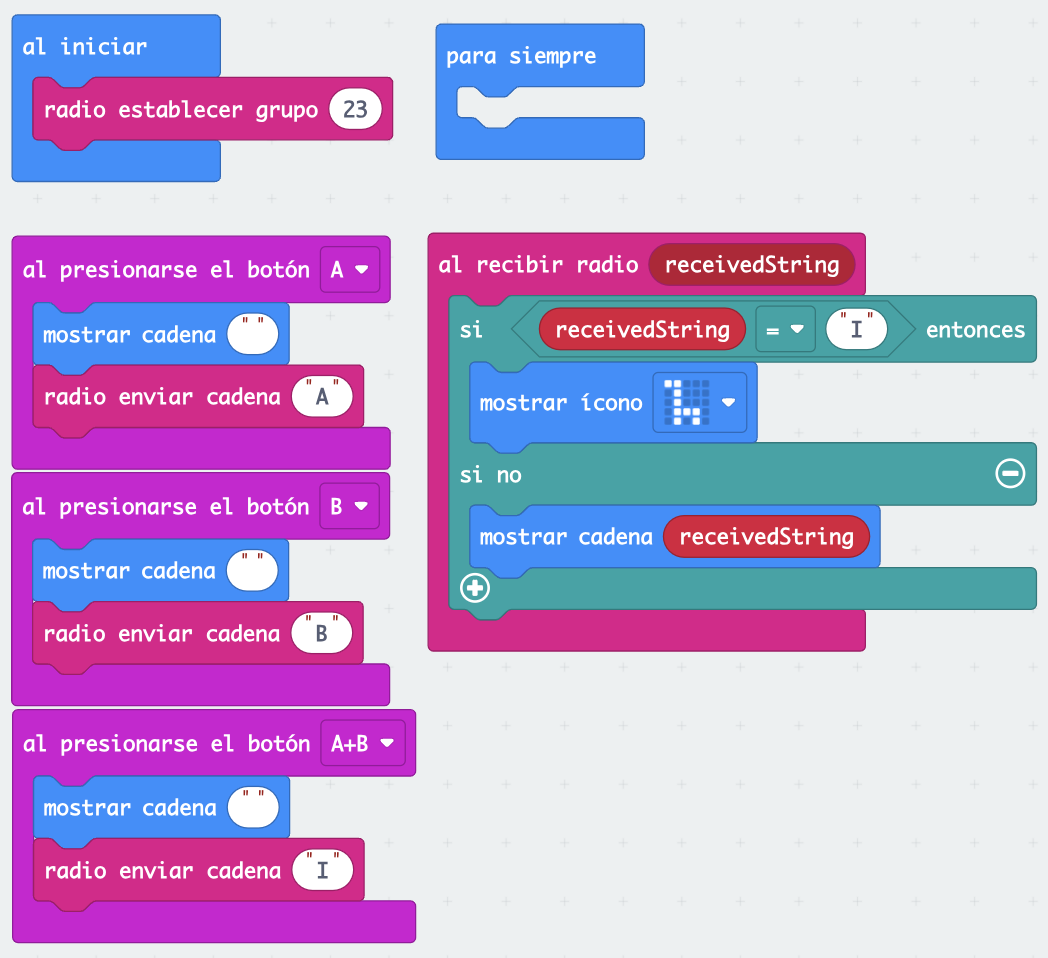 al iniciar
radio establecer grupo 23
para siempre
al presionarse el botón A
mostrar cadena " "
radio enviar cadena "A"
al presionarse el botón B
mostrar cadena " "
radio enviar cadena "B"
al presionarse el botón A+B
mostrar cadena " "
radio enviar cadena "I"
al recibir radio receivedString
si receivedString = "I" entonces
mostrar ícono
si no
mostrar cadena receivedString